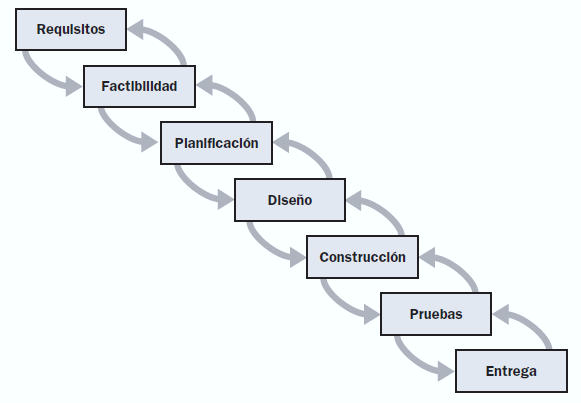 Requisitos
Factibilidad
Planificación
Diseño
Construcción
Pruebas
Entrega